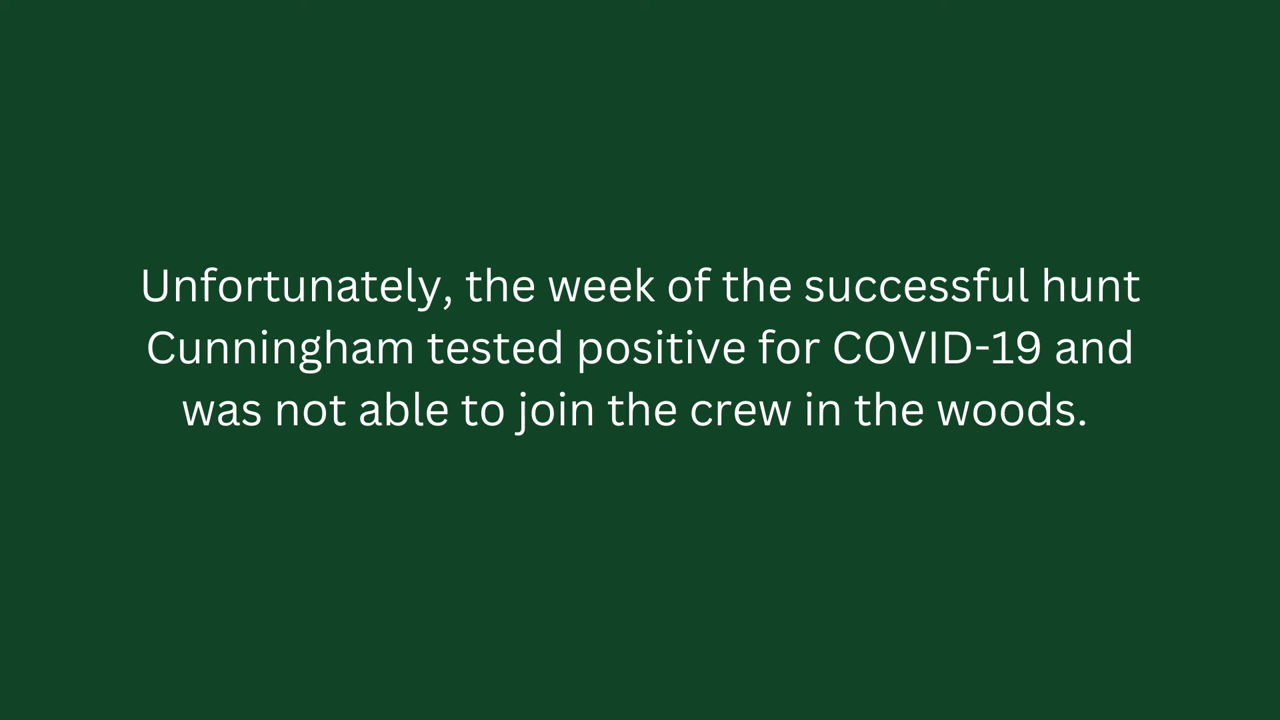 Unfortunately, the week of the successful hunt
Cunningham tested positive for COVID-19 and
was not able to join the crew in the woods.